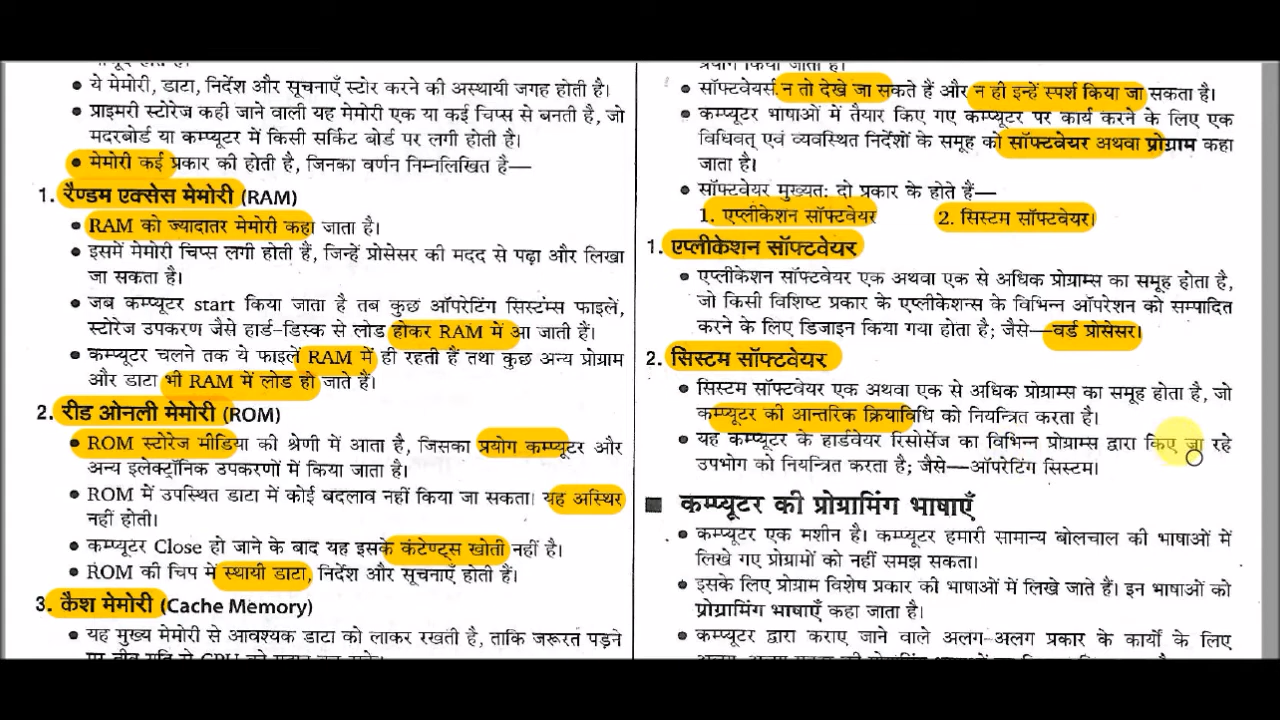 ● ये मेमोरी, डाटा, निर्देश और सूचनाएँ स्टोर करने की अस्थायी जगह होती है।
● प्राइमरी स्टोरेज कही जाने वाली यह मेमोरी एक या कई चिप्स से बनती है, जो
मदरबोर्ड या कम्प्यूटर में किसी सर्किट बोर्ड पर लगी होती है।
● मेमोरी कई प्रकार की होती है, जिनका वर्णन निम्नलिखित है—
1. रैण्डम एक्सेस मेमोरी (RAM)
● RAM को ज्यादातर मेमोरी कहा जाता है।
● इसमें मेमोरी चिप्स लगी होती हैं, जिन्हें प्रोसेसर की मदद से पढ़ा और लिखा
जा सकता है।
● जब कम्प्यूटर start किया जाता है तब कुछ ऑपरेटिंग सिस्टम्स फाइलें,
स्टोरेज उपकरण जैसे हार्ड-डिस्क से लोड होकर RAM में आ जाती हैं।
● कम्प्यूटर चलने तक ये फाइलें RAM में ही रहती हैं तथा कुछ अन्य प्रोग्राम
और डाटा भी RAM में लोड हो जाते हैं।
2. रीड ओनली मेमोरी (ROM)
● ROM स्टोरेज मीडिया की श्रेणी में आता है, जिसका प्रयोग कम्प्यूटर और
अन्य इलेक्ट्रॉनिक उपकरणों में किया जाता है।
● ROM में उपस्थित डाटा में कोई बदलाव नहीं किया जा सकता। यह अस्थिर
नहीं होती।
● कम्प्यूटर Close हो जाने के बाद यह इसके कंटेण्ट्स खोती नहीं है।
● ROM की चिप में स्थायी डाटा, निर्देश और सूचनाएँ होती हैं।
3. कैश मेमोरी (Cache Memory)
● यह मुख्य मेमोरी से आवश्यक डाटा को लाकर रखती है, ताकि जरूरत पड़ने
प्रयोग किया जाता है।
● सॉफ्टवेयर्स न तो देखे जा सकते हैं और न ही इन्हें स्पर्श किया जा सकता है।
● कम्प्यूटर भाषाओं में तैयार किए गए कम्प्यूटर पर कार्य करने के लिए एक
विधिवत् एवं व्यवस्थित निर्देशों के समूह को सॉफ्टवेयर अथवा प्रोग्राम कहा
जाता है।
● सॉफ्टवेयर मुख्यत: दो प्रकार के होते हैं—
1. एप्लीकेशन सॉफ्टवेयर 2. सिस्टम सॉफ्टवेयर।
1. एप्लीकेशन सॉफ्टवेयर
● एप्लीकेशन सॉफ्टवेयर एक अथवा एक से अधिक प्रोग्राम्स का समूह होता है,
जो किसी विशिष्ट प्रकार के एप्लीकेशन्स के विभिन्न ऑपरेशन को सम्पादित
करने के लिए डिजाइन किया गया होता है; जैसे—वर्ड प्रोसेसर।
2. सिस्टम सॉफ्टवेयर
● सिस्टम सॉफ्टवेयर एक अथवा एक से अधिक प्रोग्राम्स का समूह होता है, जो
कम्प्यूटर की आन्तरिक क्रियाविधि को नियन्त्रित करता है।
● यह कम्प्यूटर के हार्डवेयर रिसोर्सेज का विभिन्न प्रोग्राम्स द्वारा किए जा रहे
उपभोग को नियन्त्रित करता है; जैसे—ऑपरेटिंग सिस्टम।
■ कम्प्यूटर की प्रोग्रामिंग भाषाएँ
● कम्प्यूटर एक मशीन है। कम्प्यूटर हमारी सामान्य बोलचाल की भाषाओं में
लिखे गए प्रोग्रामों को नहीं समझ सकता।
● इसके लिए प्रोग्राम विशेष प्रकार की भाषाओं में लिखे जाते हैं। इन भाषाओं को
प्रोग्रामिंग भाषाएँ कहा जाता है।
● कम्प्यूटर द्वारा कराए जाने वाले अलग-अलग प्रकार के कार्यों के लिए